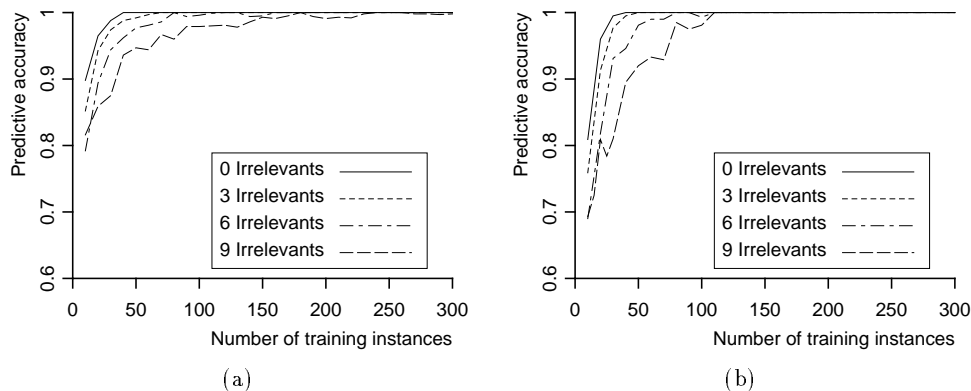 Predictive accuracy
0.6 0.7 0.8 0.9 1
0 Irrelevants
3 Irrelevants
6 Irrelevants
9 Irrelevants
0 50 100 150 200 250 300
Number of training instances
(a)
Predictive accuracy
0.6 0.7 0.8 0.9 1
0 Irrelevants
3 Irrelevants
6 Irrelevants
9 Irrelevants
0 50 100 150 200 250 300
Number of training instances
(b)